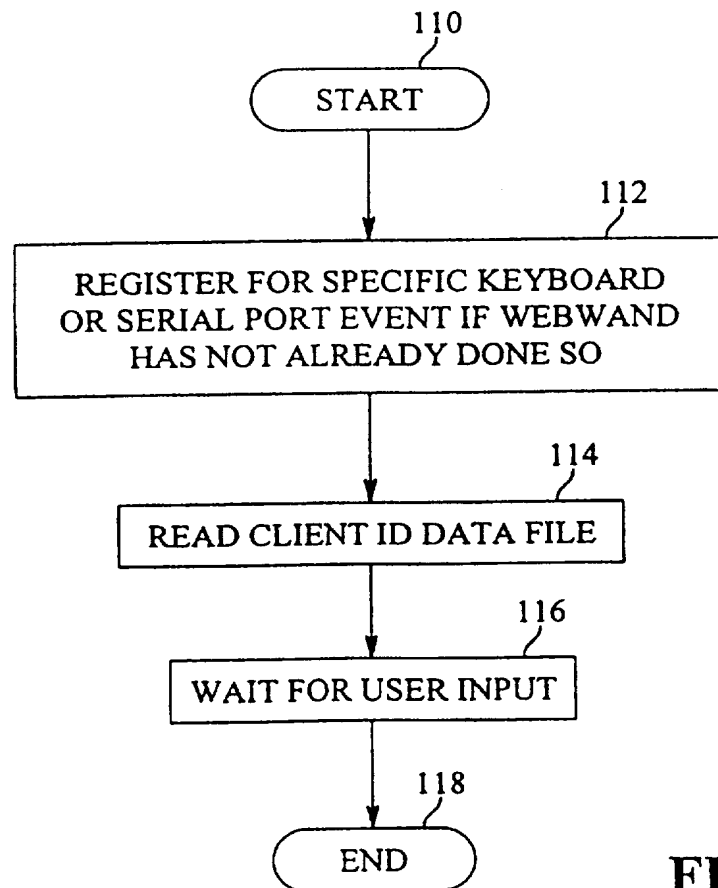 110
START
112
REGISTER FOR SPECIFIC KEYBOARD
OR SERIAL PORT EVENT IF WEBWAND
HAS NOT ALREADY DONE SO
114
READ CLIENT ID DATA FILE
116
WAIT FOR USER INPUT
118
END